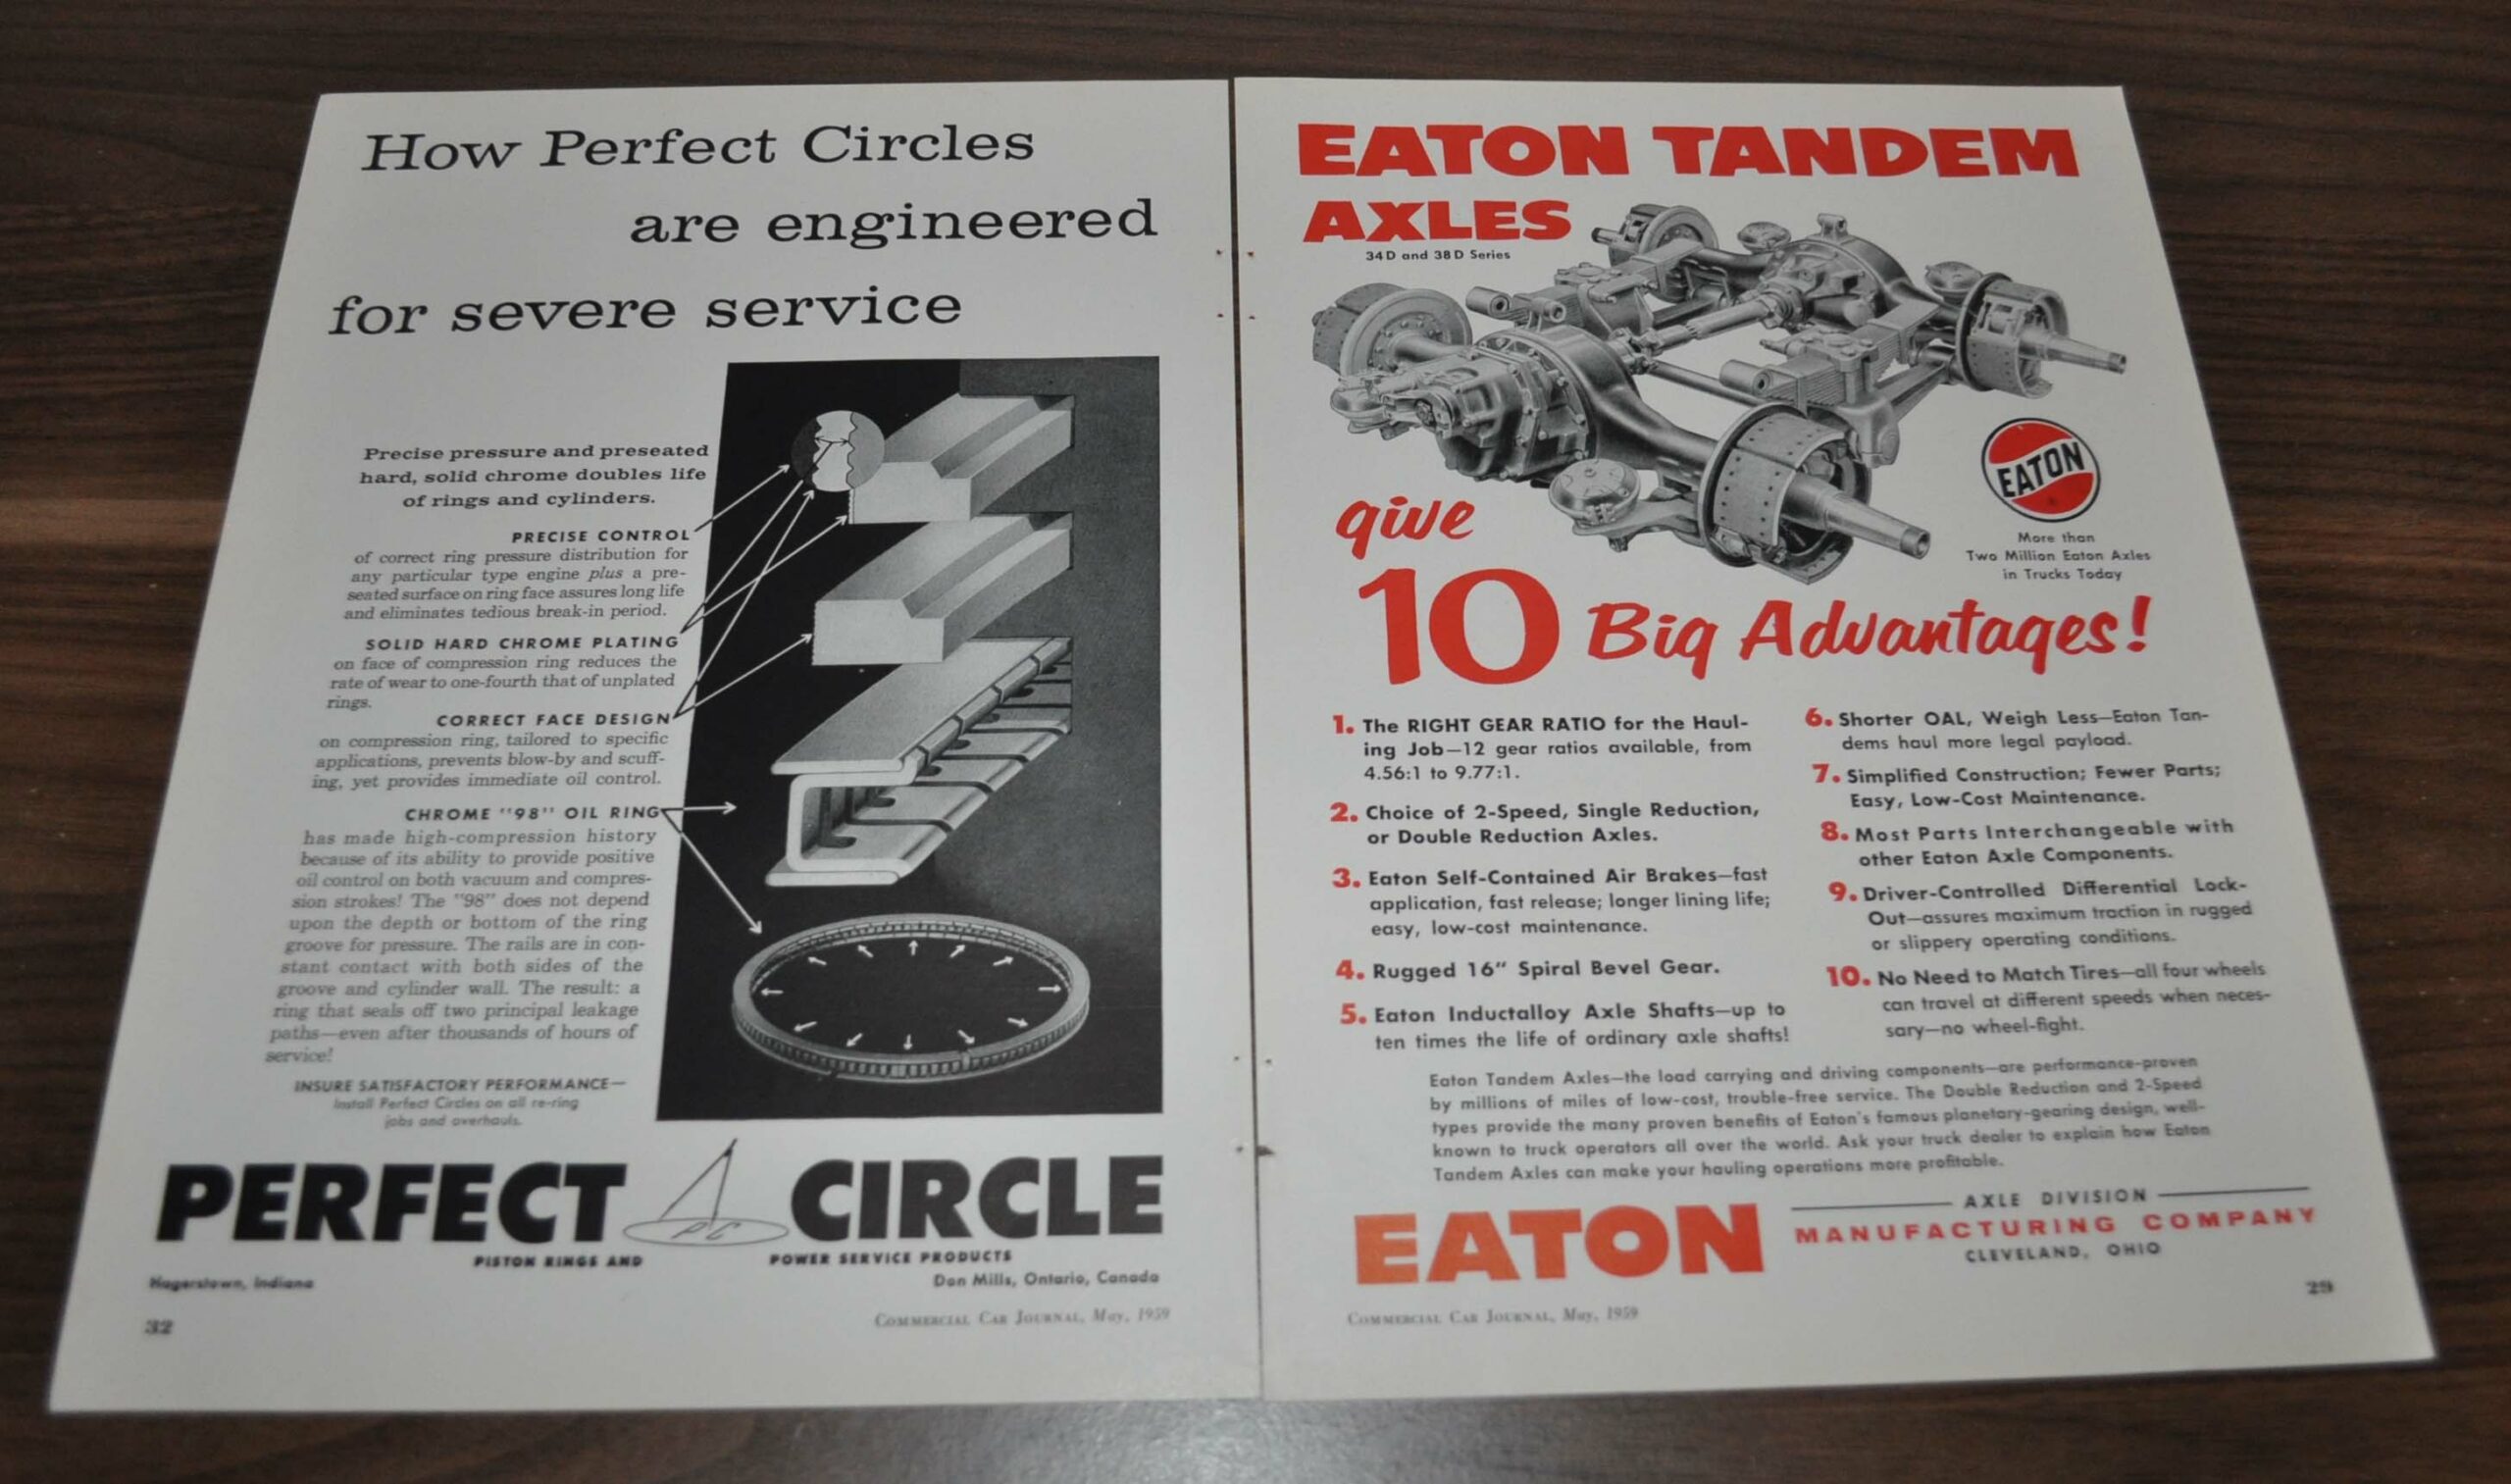 How Perfect Circles
are engineered
for severe service
Precise pressure and preseated
hard, solid chrome doubles life
of rings and cylinders.
PRECISE CONTROL
of correct ring pressure distribution for
any particular type engine plus a pre-
seated surface on ring face assures long life
and eliminates tedious break-in period.
SOLID HARD CHROME PLATING
on face of compression ring reduces the
rate of wear to one-fourth that of unplated
rings.
CORRECT FACE DESIGN
on compression ring, tailored to specific
applications, prevents blow-by and scuff-
ing, yet provides immediate oil control.
CHROME "98" OIL RING
has made high-compression history
because of its ability to provide positive
oil control on both vacuum and compres-
sion strokes! The "98" does not depend
upon the depth or bottom of the ring
groove for pressure. The rails are in con-
stant contact with both sides of the
groove and cylinder wall. The result: a
ring that seals off two principal leakage
paths—even after thousands of hours of
service!
INSURE SATISFACTORY PERFORMANCE—
Install Perfect Circles on all re-ring
jobs and overhauls.
PERFECT PC CIRCLE
PISTON RINGS AND POWER SERVICE PRODUCTS
Hagerstown, Indiana Don Mills, Ontario, Canada
32 COMMERCIAL CAR JOURNAL, May, 1959
EATON TANDEM
AXLES
34D and 38D Series
EATON
More than
Two Million Eaton Axles
in Trucks Today
give
10 Big Advantages!
1. The RIGHT GEAR RATIO for the Haul-
ing Job—12 gear ratios available, from
4.56:1 to 9.77:1.
2. Choice of 2-Speed, Single Reduction,
or Double Reduction Axles.
3. Eaton Self-Contained Air Brakes—fast
application, fast release; longer lining life;
easy, low-cost maintenance.
4. Rugged 16" Spiral Bevel Gear.
5. Eaton Inductalloy Axle Shafts—up to
ten times the life of ordinary axle shafts!
6. Shorter OAL, Weigh Less—Eaton Tan-
dems haul more legal payload.
7. Simplified Construction; Fewer Parts;
Easy, Low-Cost Maintenance.
8. Most Parts Interchangeable with
other Eaton Axle Components.
9. Driver-Controlled Differential Lock-
Out—assures maximum traction in rugged
or slippery operating conditions.
10. No Need to Match Tires—all four wheels
can travel at different speeds when neces-
sary—no wheel-fight.
Eaton Tandem Axles—the load carrying and driving components—are performance-proven
by millions of miles of low-cost, trouble-free service. The Double Reduction and 2-Speed
types provide the many proven benefits of Eaton's famous planetary-gearing design, well-
known to truck operators all over the world. Ask your truck dealer to explain how Eaton
Tandem Axles can make your hauling operations more profitable.
EATON
AXLE DIVISION
MANUFACTURING COMPANY
CLEVELAND, OHIO
COMMERCIAL CAR JOURNAL, May, 1959
29